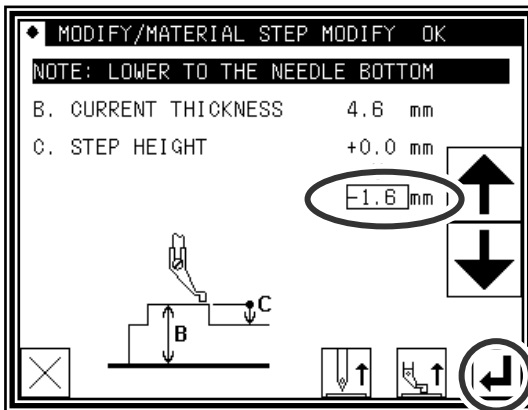 MODIFY/MATERIAL STEP MODIFY OK
NOTE: LOWER TO THE NEEDLE BOTTOM
B. CURRENT THICKNESS 4.6 mm
C. STEP HEIGHT +0.0 mm
-1.6 mm
C
B